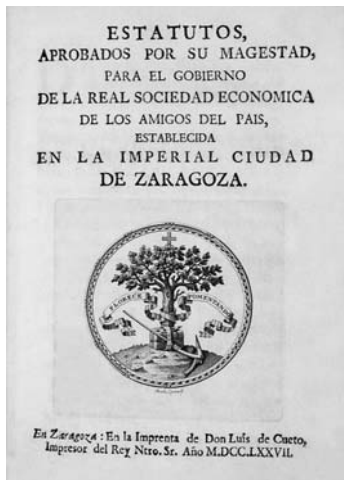 ESTATUTOS,
APROBADOS POR SU MAGESTAD,
PARA EL GOBIERNO
DE LA REAL SOCIEDAD ECONOMICA
DE LOS AMIGOS DEL PAIS,
ESTABLECIDA
EN LA IMPERIAL CIUDAD
DE ZARAGOZA.
FLORECE FOMENTANDO
En Zaragoza : En la Imprenta de Don Luis de Cueto,
Impresor del Rey Ntro. Sr. Año M.DCC.LXXVII.